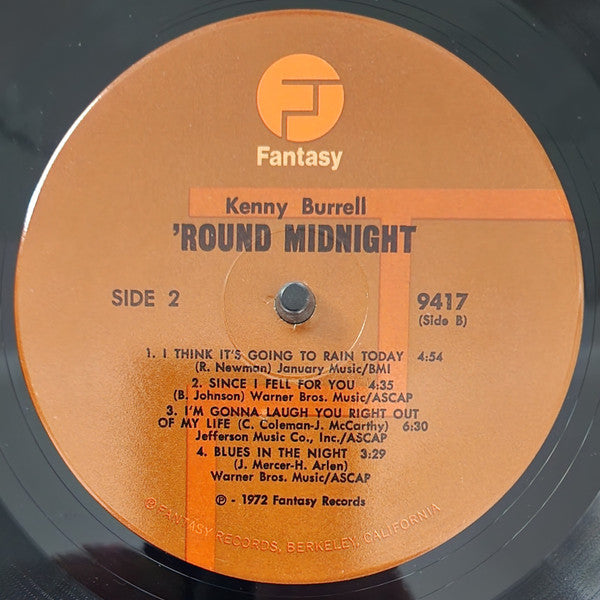 Fantasy
Kenny Burrell
'ROUND MIDNIGHT
SIDE 2
9417
(Side B)
1. I THINK IT'S GOING TO RAIN TODAY 4:54
(R. Newman) January Music/BMI
2. SINCE I FELL FOR YOU 4:35
(B. Johnson) Warner Bros. Music/ASCAP
3. I'M GONNA LAUGH YOU RIGHT OUT
OF MY LIFE (C. Coleman-J. McCarthy) 6:30
Jefferson Music Co., Inc./ASCAP
4. BLUES IN THE NIGHT 3:29
(J. Mercer-H. Arlen)
Warner Bros. Music/ASCAP
℗ - 1972 Fantasy Records
© FANTASY RECORDS, BERKELEY, CALIFORNIA